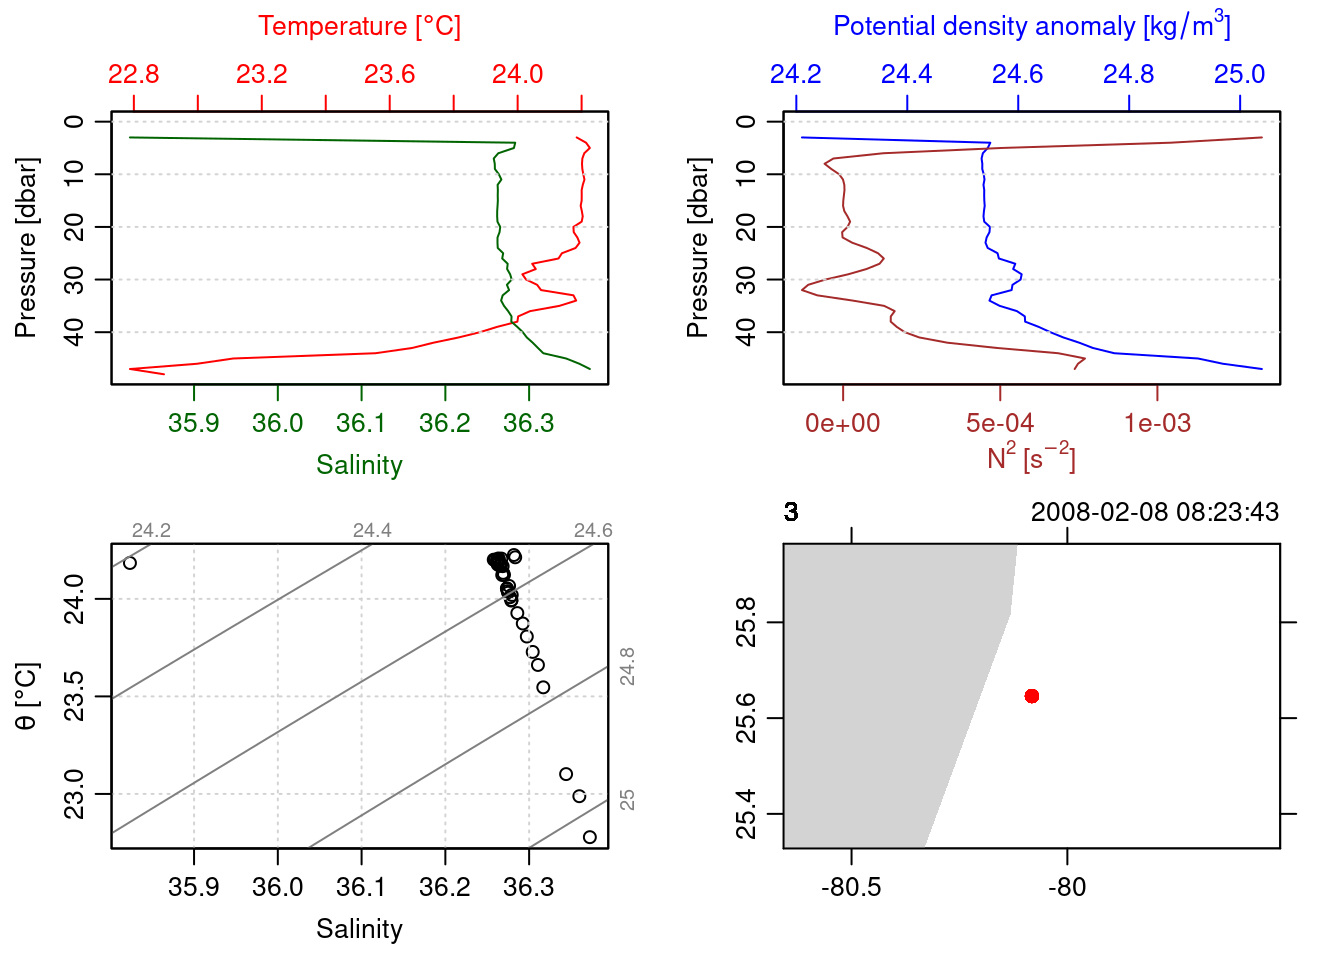 Temperature [°C]
22.8 23.2 23.6 24.0
Pressure [dbar]
0
10
20
30
40
35.9 36.0 36.1 36.2 36.3
Salinity
Potential density anomaly [kg/m³]
24.2 24.4 24.6 24.8 25.0
Pressure [dbar]
0
10
20
30
40
0e+00 5e-04 1e-03
N² [s⁻²]
24.2 24.4 24.6
24.8
25
θ [°C]
24.0
23.5
23.0
35.9 36.0 36.1 36.2 36.3
Salinity
3 2008-02-08 08:23:43
25.8
25.6
25.4
-80.5 -80